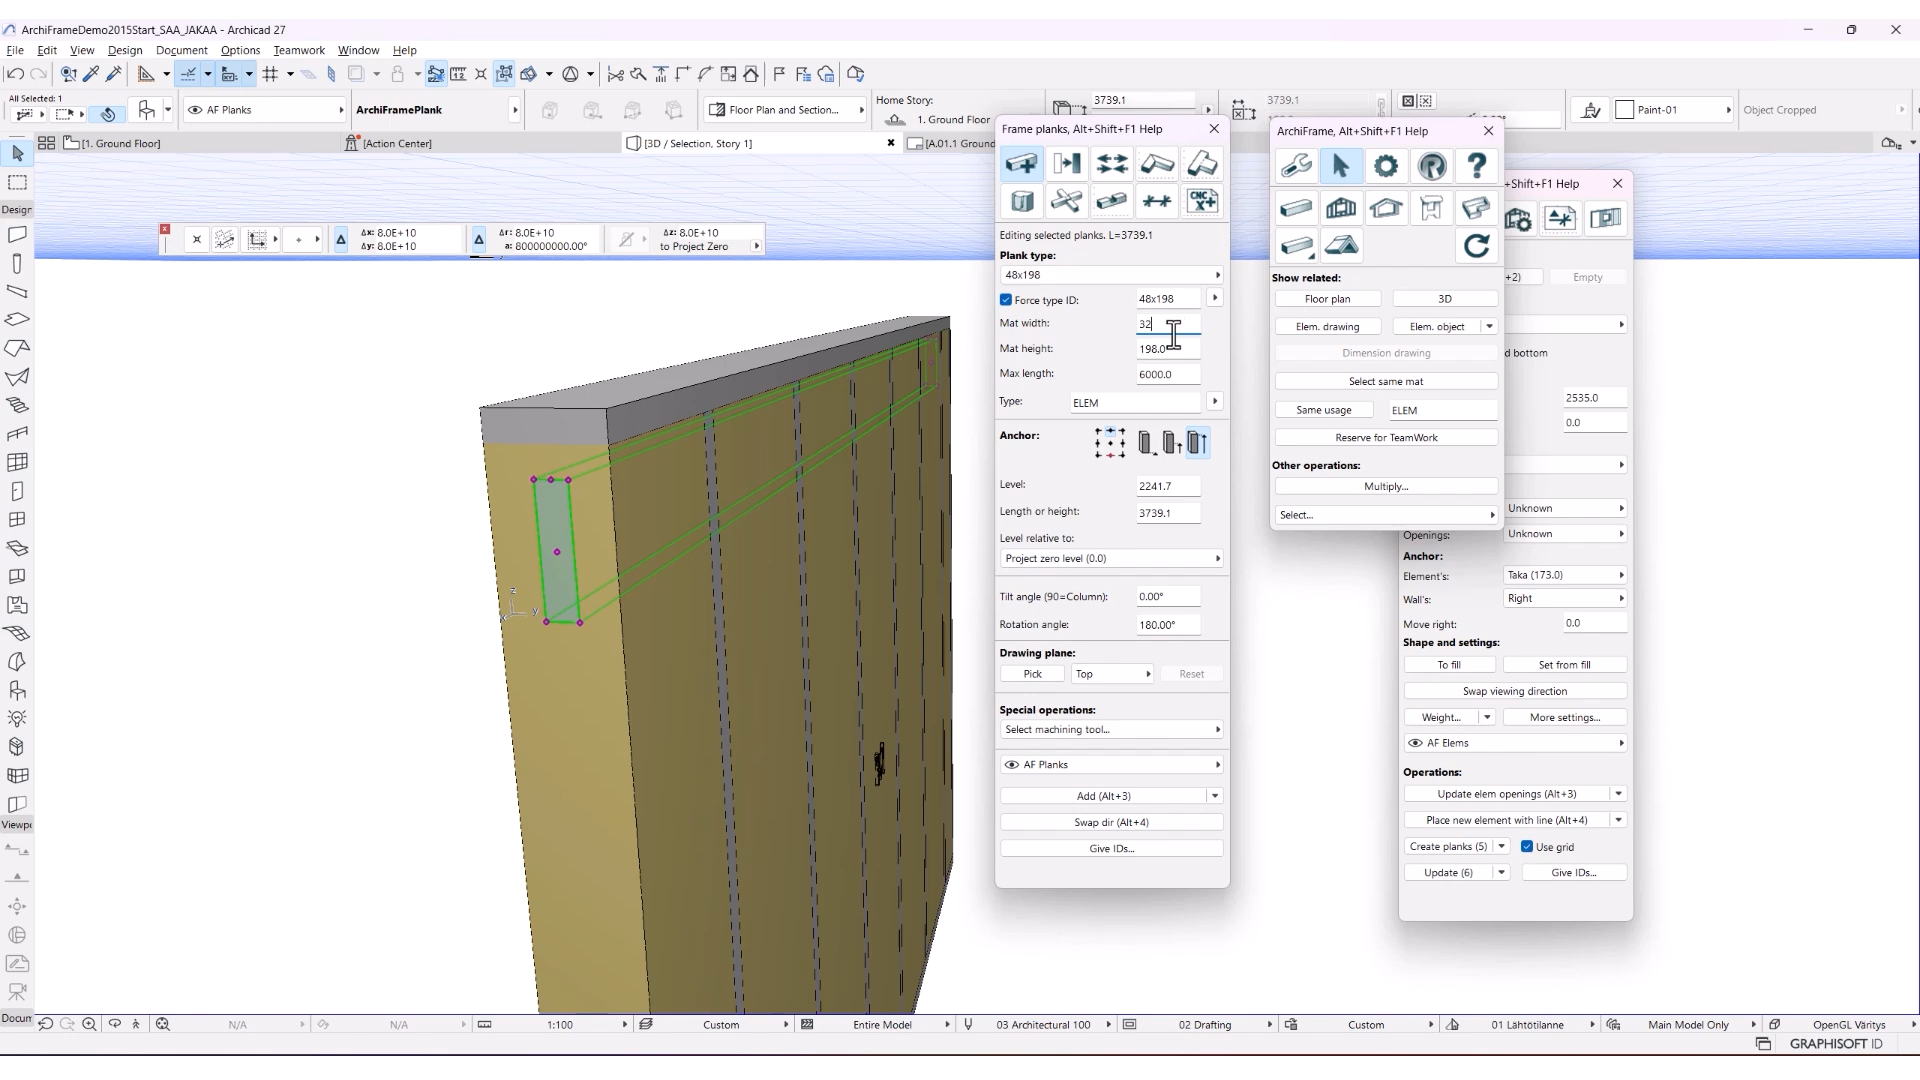 ArchiFrameDemo2015Start_SAA_JAKAA - Archicad 27
File Edit View Design Document Options Teamwork Window Help
All Selected: 1
AF Planks
ArchiFramePlank
Floor Plan and Section...
Home Story:
1. Ground Floor
3739.1
3739.1
Paint-01
Object Cropped
[1. Ground Floor]
[Action Center]
[3D / Selection, Story 1]
[A.01.1 Ground
Design
Δx: 8.0E+10
Δy: 8.0E+10
Δr: 8.0E+10
a: 800000000.00°
Δz: 8.0E+10
to Project Zero
z
y
Frame planks, Alt+Shift+F1 Help
Editing selected planks. L=3739.1
Plank type:
48x198
Force type ID: 48x198
Mat width: 32
Mat height: 198.0
Max length: 6000.0
Type: ELEM
Anchor:
Level: 2241.7
Length or height: 3739.1
Level relative to:
Project zero level (0.0)
Tilt angle (90=Column): 0.00°
Rotation angle: 180.00°
Drawing plane:
Pick Top Reset
Special operations:
Select machining tool...
AF Planks
Add (Alt+3)
Swap dir (Alt+4)
Give IDs...
ArchiFrame, Alt+Shift+F1 Help
Show related:
Floor plan 3D
Elem. drawing Elem. object
Dimension drawing
Select same mat
Same usage ELEM
Reserve for TeamWork
Other operations:
Multiply...
Select...
+Shift+F1 Help
+2) Empty
d bottom
2535.0
0.0
Unknown
Openings: Unknown
Anchor:
Element's: Taka (173.0)
Wall's: Right
Move right: 0.0
Shape and settings:
To fill Set from fill
Swap viewing direction
Weight... More settings...
AF Elems
Operations:
Update elem openings (Alt+3)
Place new element with line (Alt+4)
Create planks (5) Use grid
Update (6) Give IDs...
Viewpo
Docum
N/A N/A 1:100 Custom Entire Model 03 Architectural 100 02 Drafting Custom 01 Lähtötilanne Main Model Only OpenGL Väritys
GRAPHISOFT ID